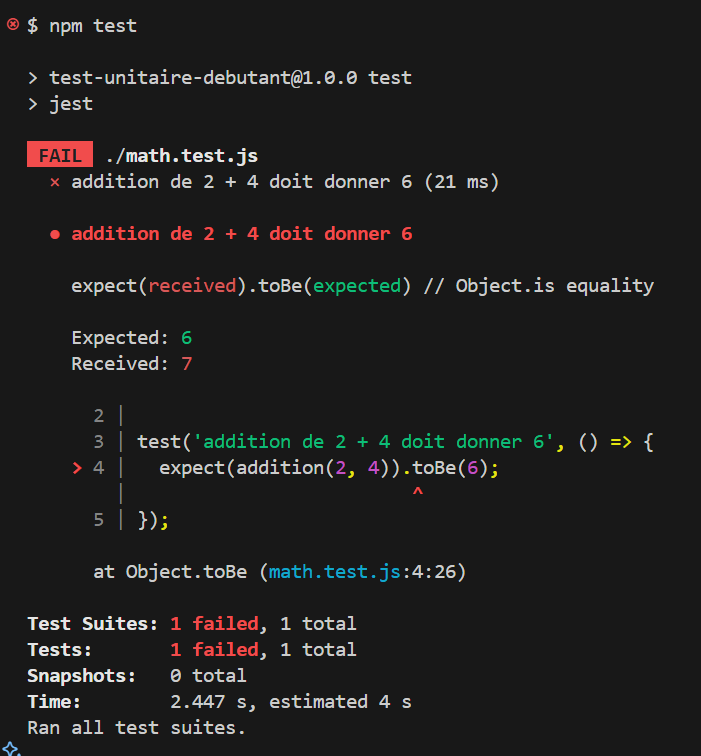 $ npm test
> test-unitaire-debutant@1.0.0 test
> jest
FAIL ./math.test.js
× addition de 2 + 4 doit donner 6 (21 ms)
● addition de 2 + 4 doit donner 6
expect(received).toBe(expected) // Object.is equality
Expected: 6
Received: 7
2 |
3 | test('addition de 2 + 4 doit donner 6', () => {
> 4 |   expect(addition(2, 4)).toBe(6);
|                          ^
5 | });
at Object.toBe (math.test.js:4:26)
Test Suites: 1 failed, 1 total
Tests: 1 failed, 1 total
Snapshots: 0 total
Time: 2.447 s, estimated 4 s
Ran all test suites.